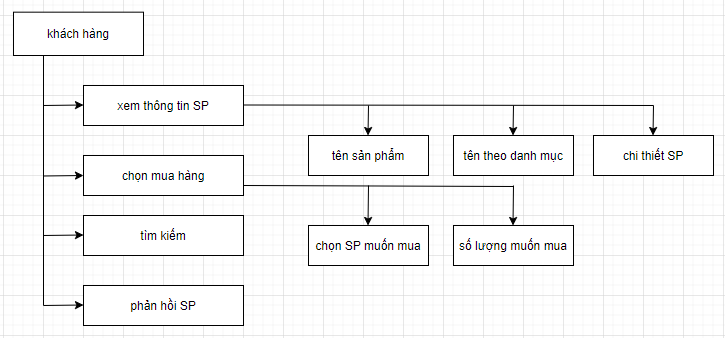 khách hàng
xem thông tin SP
tên sản phẩm
tên theo danh mục
chi thiết SP
chọn mua hàng
chọn SP muốn mua
số lượng muốn mua
tìm kiếm
phản hồi SP